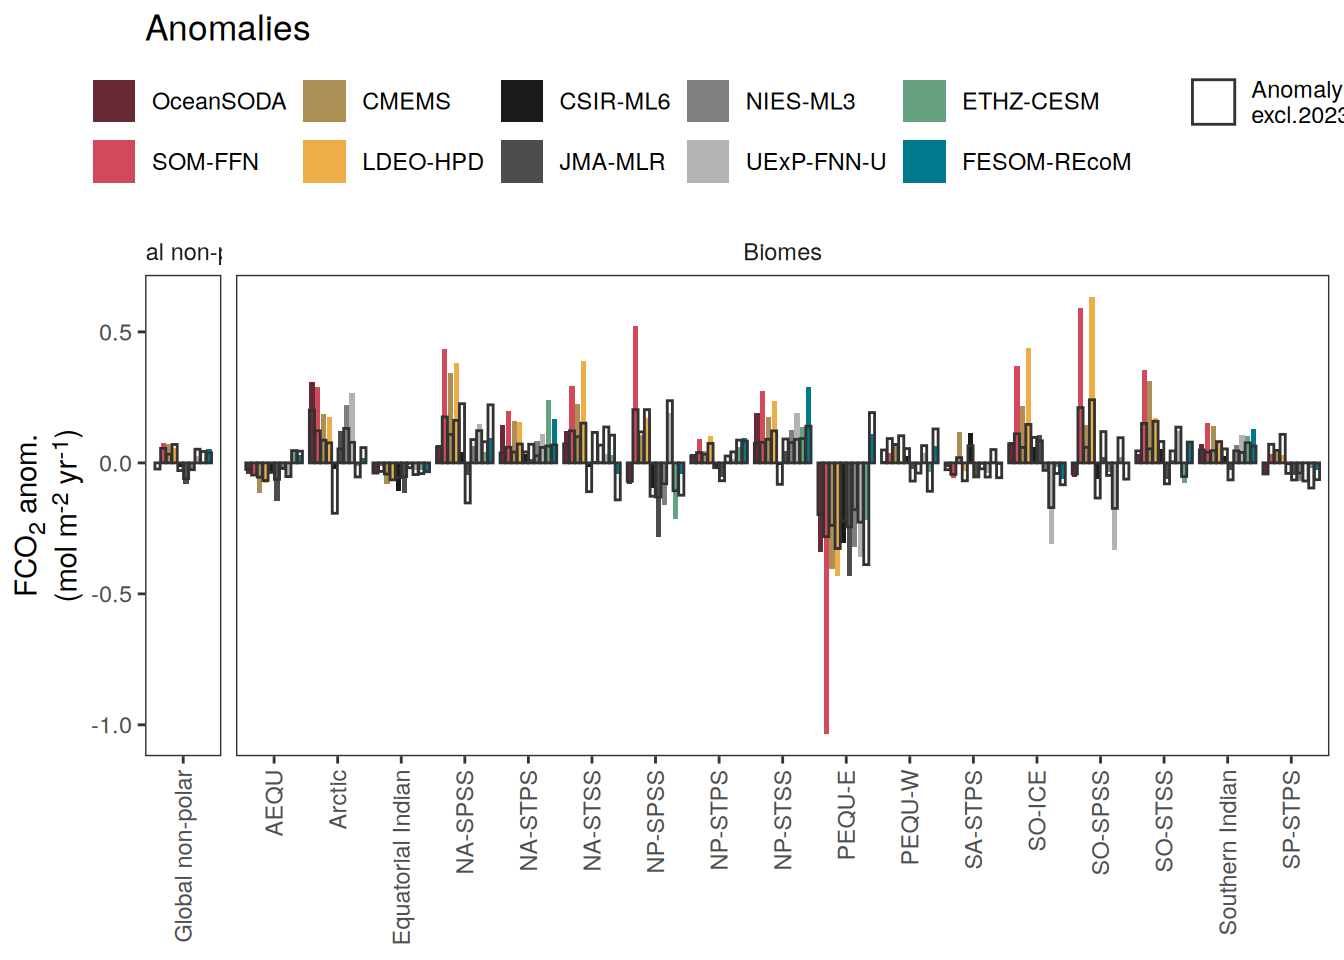 Anomalies
OceanSODA CMEMS CSIR-ML6 NIES-ML3 ETHZ-CESM Anomaly
SOM-FFN LDEO-HPD JMA-MLR UExP-FNN-U FESOM-REcoM excl.2023
al non-p Biomes
FCO2 anom.
(mol m-2 yr-1)
0.5
0.0
-0.5
-1.0
Global non-polar
AEQU
Arctic
Equatorial Indian
NA-SPSS
NA-STPS
NA-STSS
NP-SPSS
NP-STPS
NP-STSS
PEQU-E
PEQU-W
SA-STPS
SO-ICE
SO-SPSS
SO-STSS
Southern Indian
SP-STPS